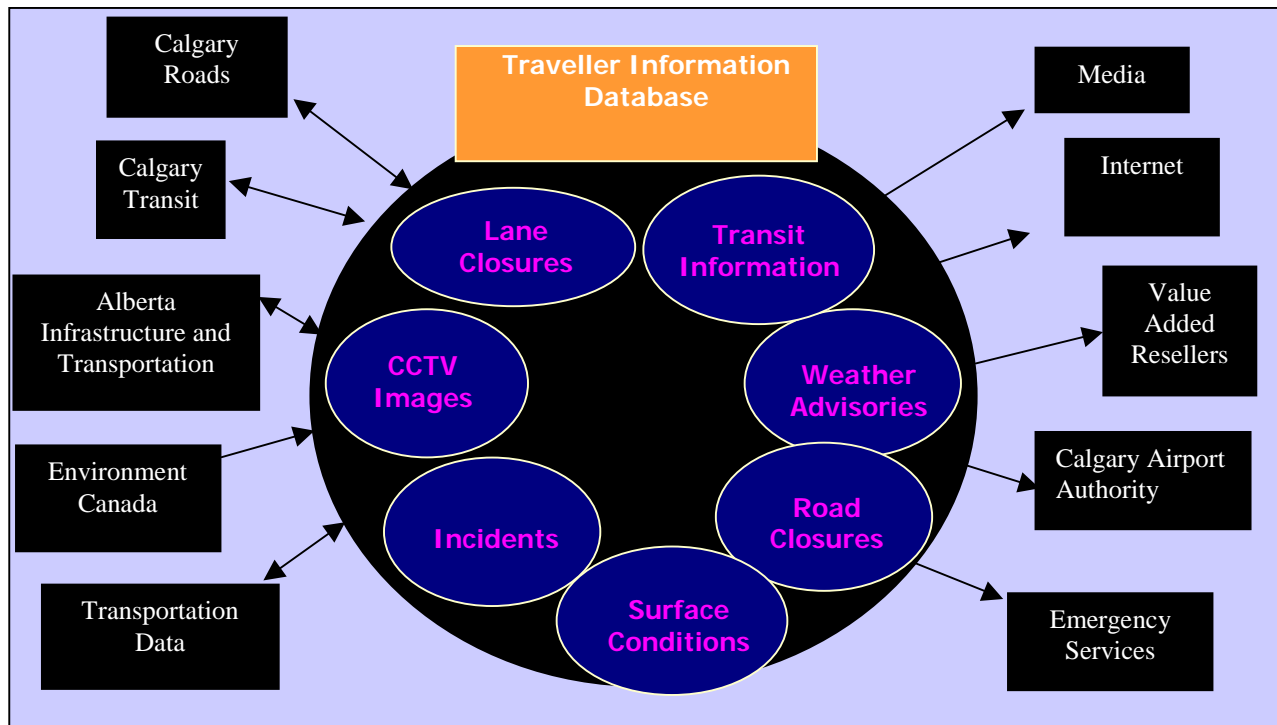 Traveller Information
Database
Calgary
Roads
Calgary
Transit
Alberta
Infrastructure and
Transportation
Environment
Canada
Transportation
Data
Lane
Closures
Transit
Information
CCTV
Images
Weather
Advisories
Incidents
Road
Closures
Surface
Conditions
Media
Internet
Value
Added
Resellers
Calgary Airport
Authority
Emergency
Services